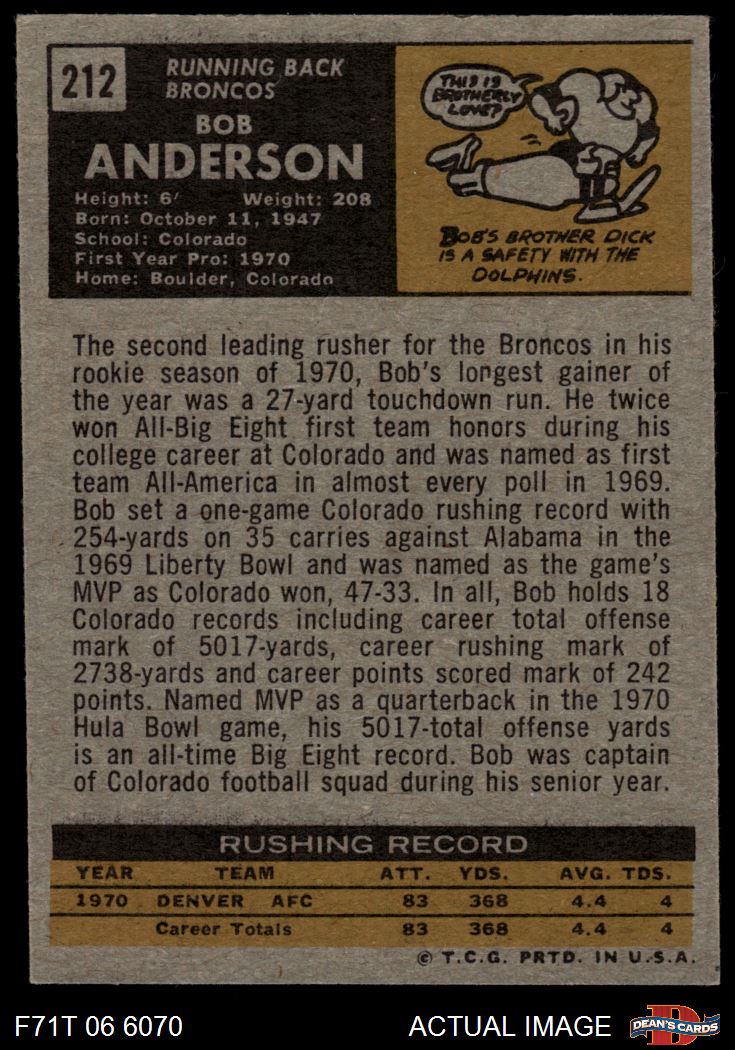 212
RUNNING BACK
BRONCOS
BOB
ANDERSON
Height: 6' Weight: 208
Born: October 11, 1947
School: Colorado
First Year Pro: 1970
Home: Boulder, Colorado
THIS IS
BROTHERLY
LOVE?
BOB'S BROTHER DICK
IS A SAFETY WITH THE
DOLPHINS.
The second leading rusher for the Broncos in his
rookie season of 1970, Bob's longest gainer of
the year was a 27-yard touchdown run. He twice
won All-Big Eight first team honors during his
college career at Colorado and was named as first
team All-America in almost every poll in 1969.
Bob set a one-game Colorado rushing record with
254-yards on 35 carries against Alabama in the
1969 Liberty Bowl and was named as the game's
MVP as Colorado won, 47-33. In all, Bob holds 18
Colorado records including career total offense
mark of 5017-yards, career rushing mark of
2738-yards and career points scored mark of 242
points. Named MVP as a quarterback in the 1970
Hula Bowl game, his 5017-total offense yards
is an all-time Big Eight record. Bob was captain
of Colorado football squad during his senior year.
RUSHING RECORD
YEAR TEAM ATT. YDS. AVG. TDS.
1970 DENVER AFC 83 368 4.4 4
Career Totals 83 368 4.4 4
© T.C.G. PRTD. IN U.S.A.
F71T 06 6070 ACTUAL IMAGE D DEAN'S CARDS